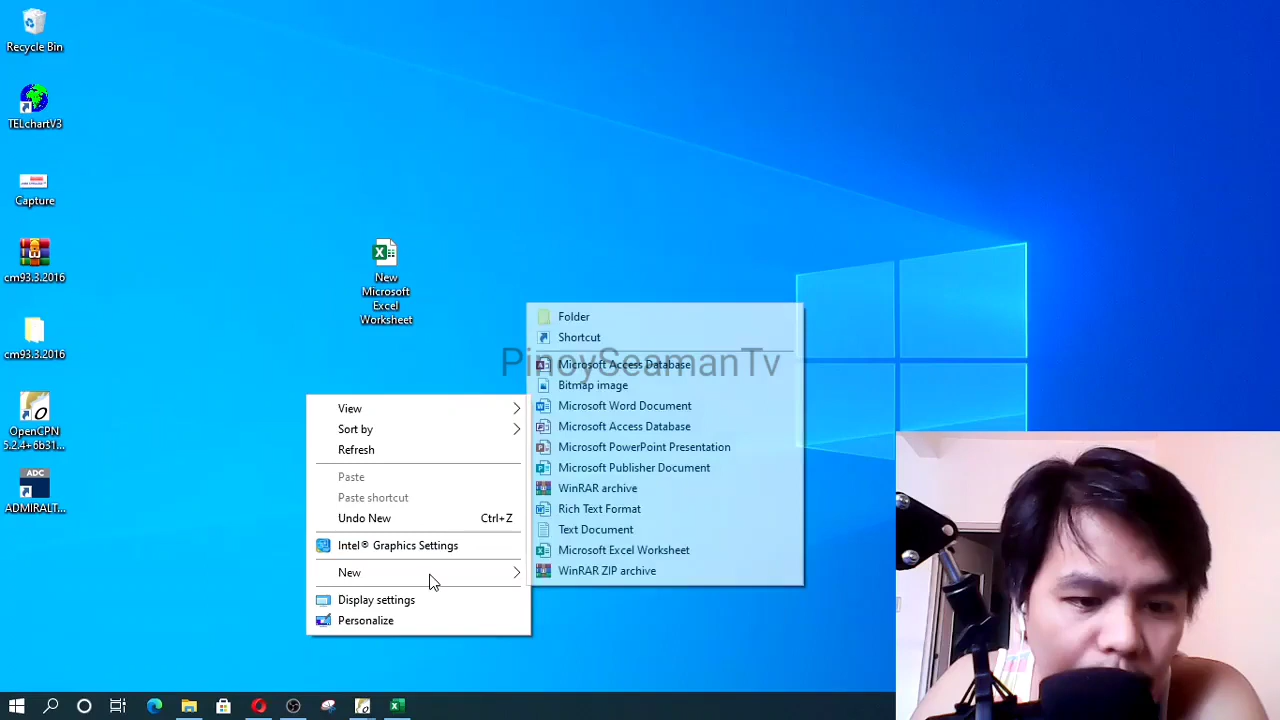 Recycle Bin
TELchartV3
Capture
cm93.3.2016
cm93.3.2016
OpenCPN
5.2.4+6b31...
ADC
ADMIRALT...
New
Microsoft
Excel
Worksheet
View
Sort by
Refresh
Paste
Paste shortcut
Undo New Ctrl+Z
Intel® Graphics Settings
New
Display settings
Personalize
Folder
Shortcut
PinoySeamanTv
Microsoft Access Database
Bitmap image
Microsoft Word Document
Microsoft Access Database
Microsoft PowerPoint Presentation
Microsoft Publisher Document
WinRAR archive
Rich Text Format
Text Document
Microsoft Excel Worksheet
WinRAR ZIP archive